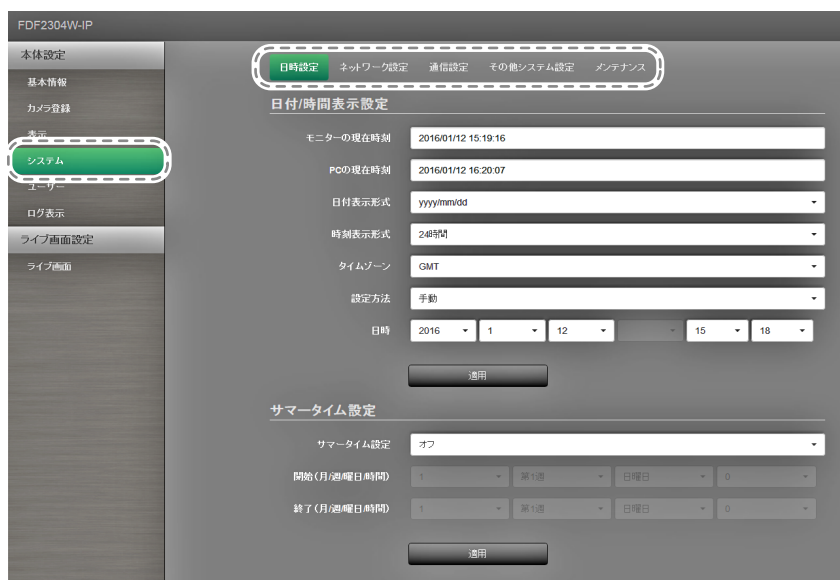 FDF2304W-IP
本体設定
基本情報
カメラ登録
表示
システム
ユーザー
ログ表示
ライブ画面設定
ライブ画面
日時設定 ネットワーク設定 通信設定 その他システム設定 メンテナンス
日付/時間表示設定
モニターの現在時刻 2016/01/12 15:19:16
PCの現在時刻 2016/01/12 16:20:07
日付表示形式 yyyy/mm/dd
時刻表示形式 24時間
タイムゾーン GMT
設定方法 手動
日時 2016 1 12 15 18
適用
サマータイム設定
サマータイム設定 オフ
開始(月/週/曜日/時間) 1 第1週 日曜日 0
終了(月/週/曜日/時間) 1 第1週 日曜日 0
適用